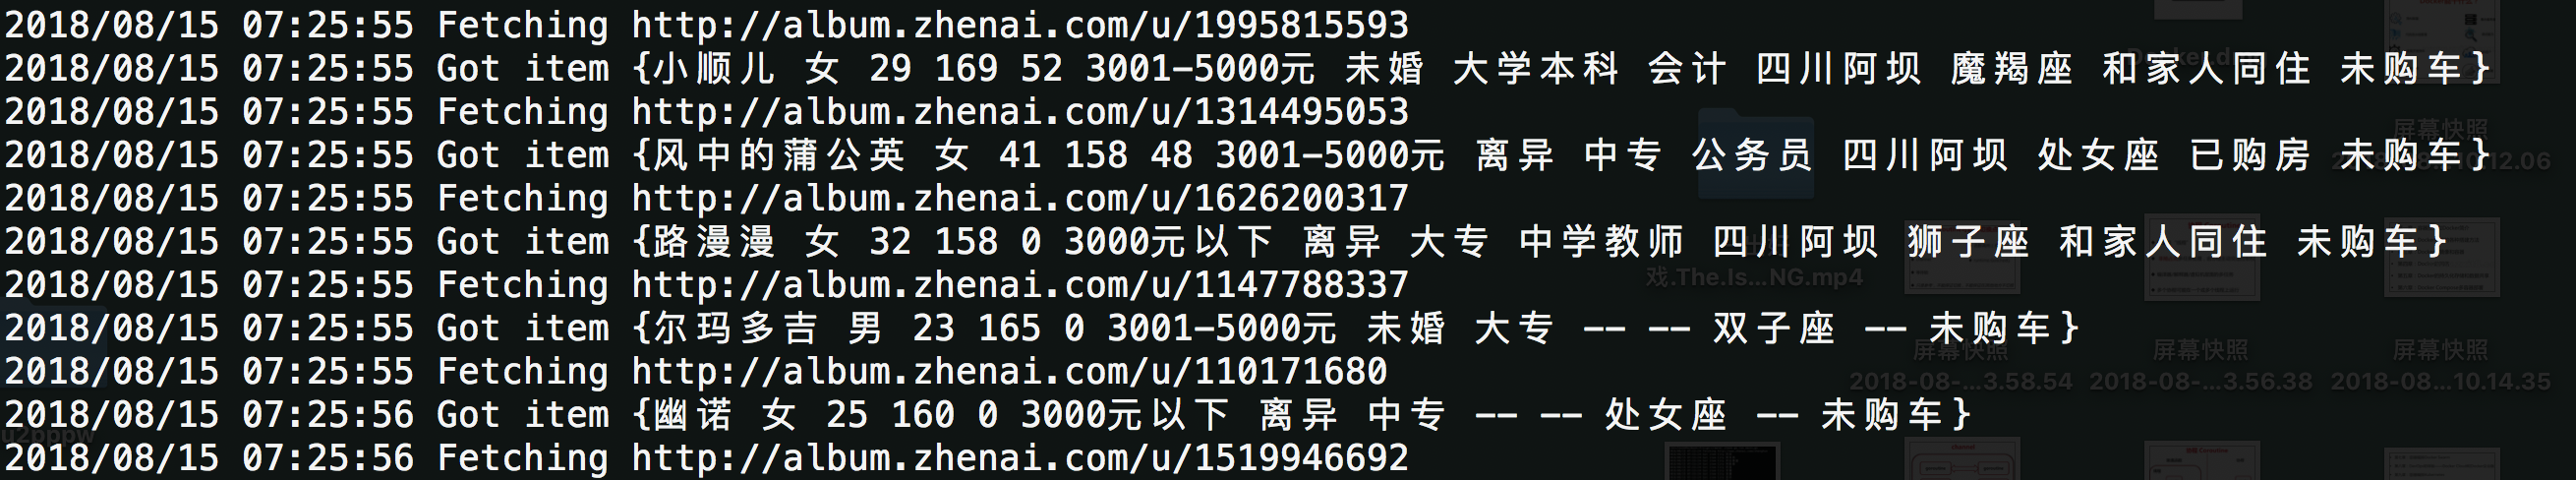 2018/08/15 07:25:55 Fetching http://album.zhenai.com/u/1995815593
2018/08/15 07:25:55 Got item {小顺儿 女 29 169 52 3001-5000元 未婚 大学本科 会计 四川阿坝 魔羯座 和家人同住 未购车}
2018/08/15 07:25:55 Fetching http://album.zhenai.com/u/1314495053
2018/08/15 07:25:55 Got item {风中的蒲公英 女 41 158 48 3001-5000元 离异 中专 公务员 四川阿坝 处女座 已购房 未购车}
2018/08/15 07:25:55 Fetching http://album.zhenai.com/u/1626200317
2018/08/15 07:25:55 Got item {路漫漫 女 32 158 0 3000元以下 离异 大专 中学教师 四川阿坝 狮子座 和家人同住 未购车}
2018/08/15 07:25:55 Fetching http://album.zhenai.com/u/1147788337
2018/08/15 07:25:55 Got item {尔玛多吉 男 23 165 0 3001-5000元 未婚 大专 -- -- 双子座 -- 未购车}
2018/08/15 07:25:55 Fetching http://album.zhenai.com/u/110171680
2018/08/15 07:25:56 Got item {幽诺 女 25 160 0 3000元以下 离异 中专 -- -- 处女座 -- 未购车}
2018/08/15 07:25:56 Fetching http://album.zhenai.com/u/1519946692
屏幕快照
戏.The.Is...NG.mp4
屏幕快照 屏幕快照 屏幕快照
2018-08-...3.58.54 2018-08-...3.56.38 2018-08...10.14.35